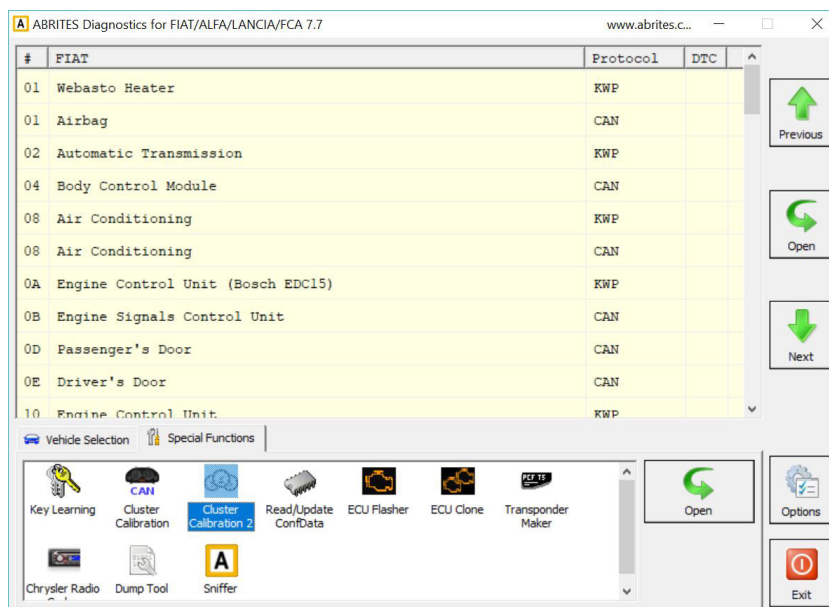 ABRITES Diagnostics for FIAT/ALFA/LANCIA/FCA 7.7 www.abrites.c...
# FIAT Protocol DTC
01 Webasto Heater KWP
01 Airbag CAN
02 Automatic Transmission KWP
04 Body Control Module CAN
08 Air Conditioning KWP
08 Air Conditioning CAN
0A Engine Control Unit (Bosch EDC15) KWP
0B Engine Signals Control Unit CAN
0D Passenger's Door CAN
0E Driver's Door CAN
10 Engine Control Unit KWP
Previous
Open
Next
Vehicle Selection Special Functions
CAN
PCF TS
Key Learning Cluster Calibration Cluster Calibration 2 Read/Update ConfData ECU Flasher ECU Clone Transponder Maker
Open
Options
A
Chrysler Radio Dump Tool Sniffer
Exit